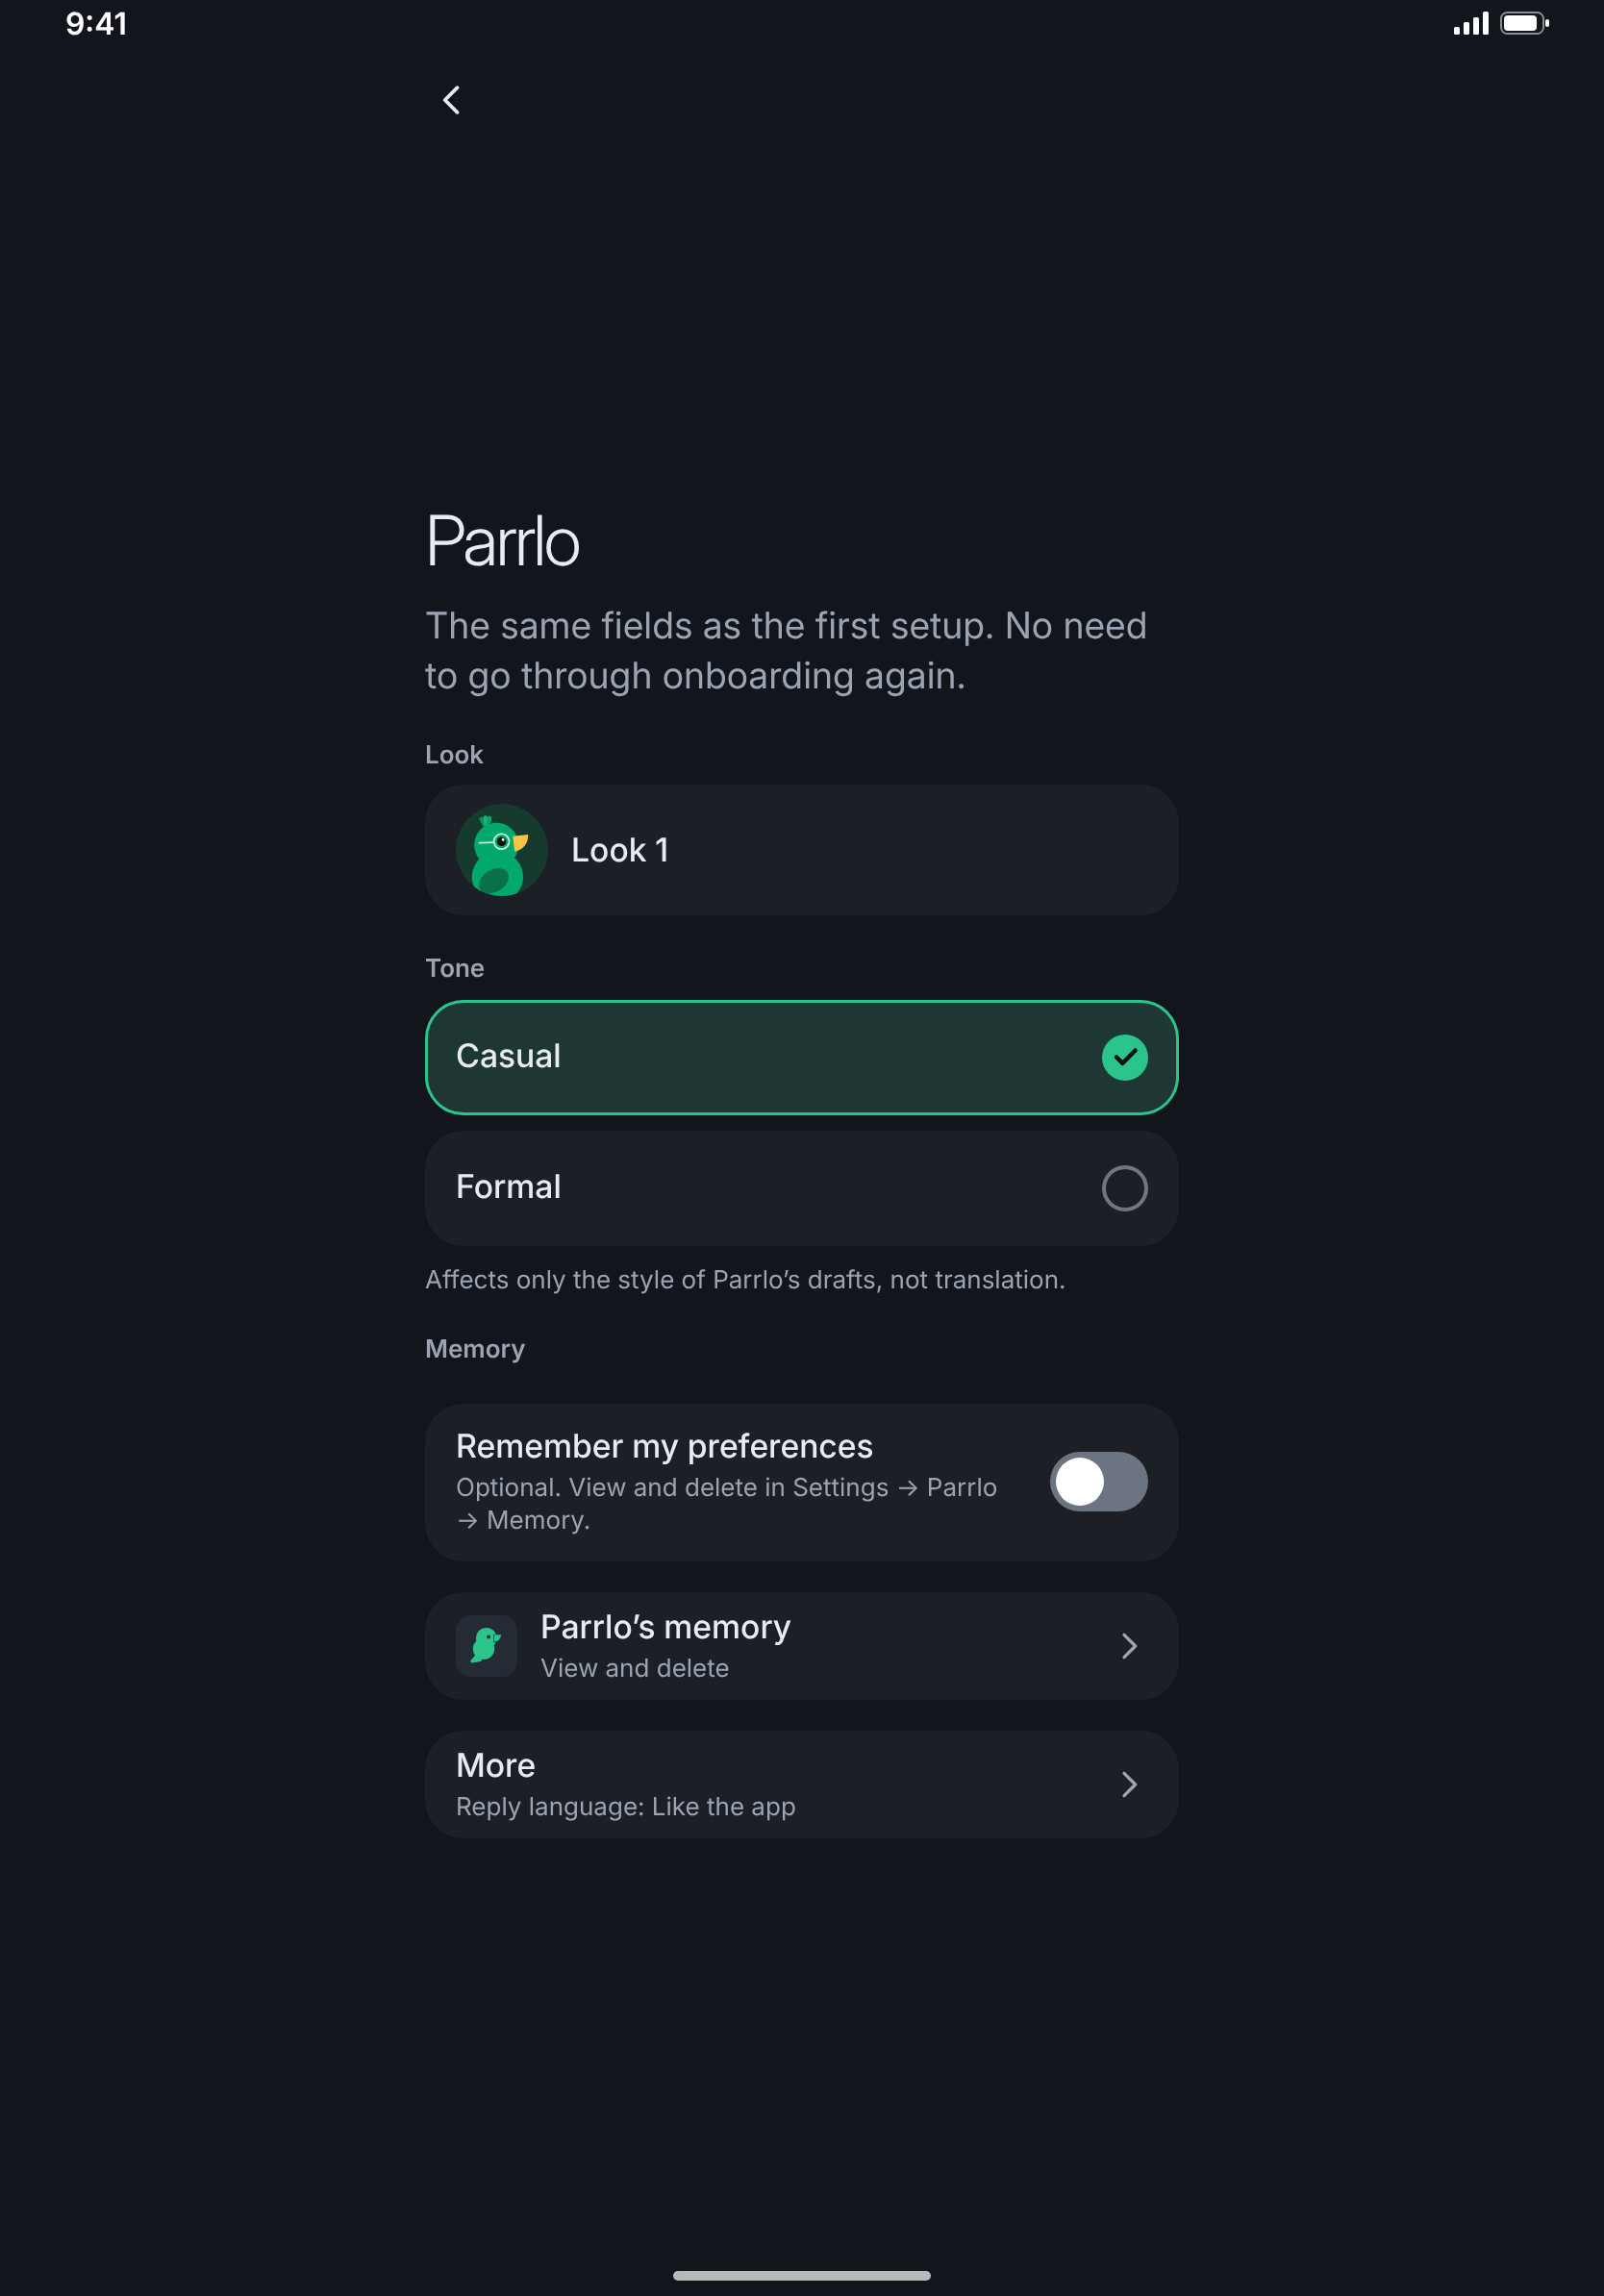 9:41
Parrlo
The same fields as the first setup. No need
to go through onboarding again.
Look
Look 1
Tone
Casual
Formal
Affects only the style of Parrlo’s drafts, not translation.
Memory
Remember my preferences
Optional. View and delete in Settings → Parrlo
→ Memory.
Parrlo’s memory
View and delete
More
Reply language: Like the app